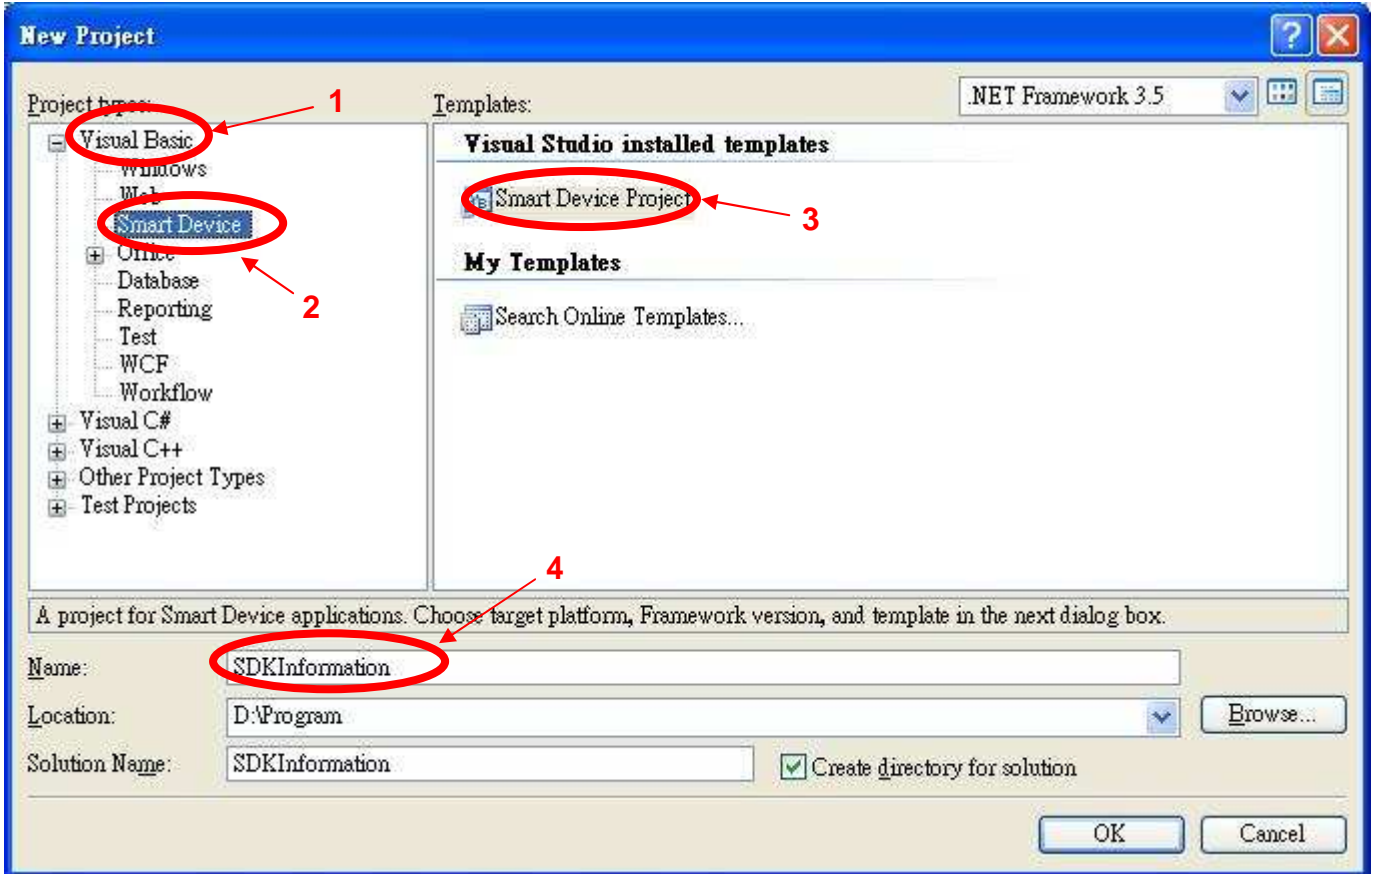 New Project
Project types:
1
Templates:
.NET Framework 3.5
Visual Basic
Windows
Web
Smart Device
2
Office
Database
Reporting
Test
WCF
Workflow
Visual C#
Visual C++
Other Project Types
Test Projects
Visual Studio installed templates
Smart Device Project
3
My Templates
Search Online Templates...
4
A project for Smart Device applications. Choose target platform, Framework version, and template in the next dialog box.
Name:
SDKInformation
Location:
D:\Program
Browse...
Solution Name:
SDKInformation
Create directory for solution
OK
Cancel